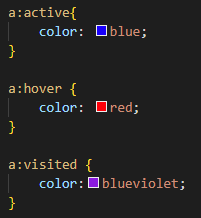 a:active{
    color: blue;
}
a:hover {
    color: red;
}
a:visited {
    color:blueviolet;
}